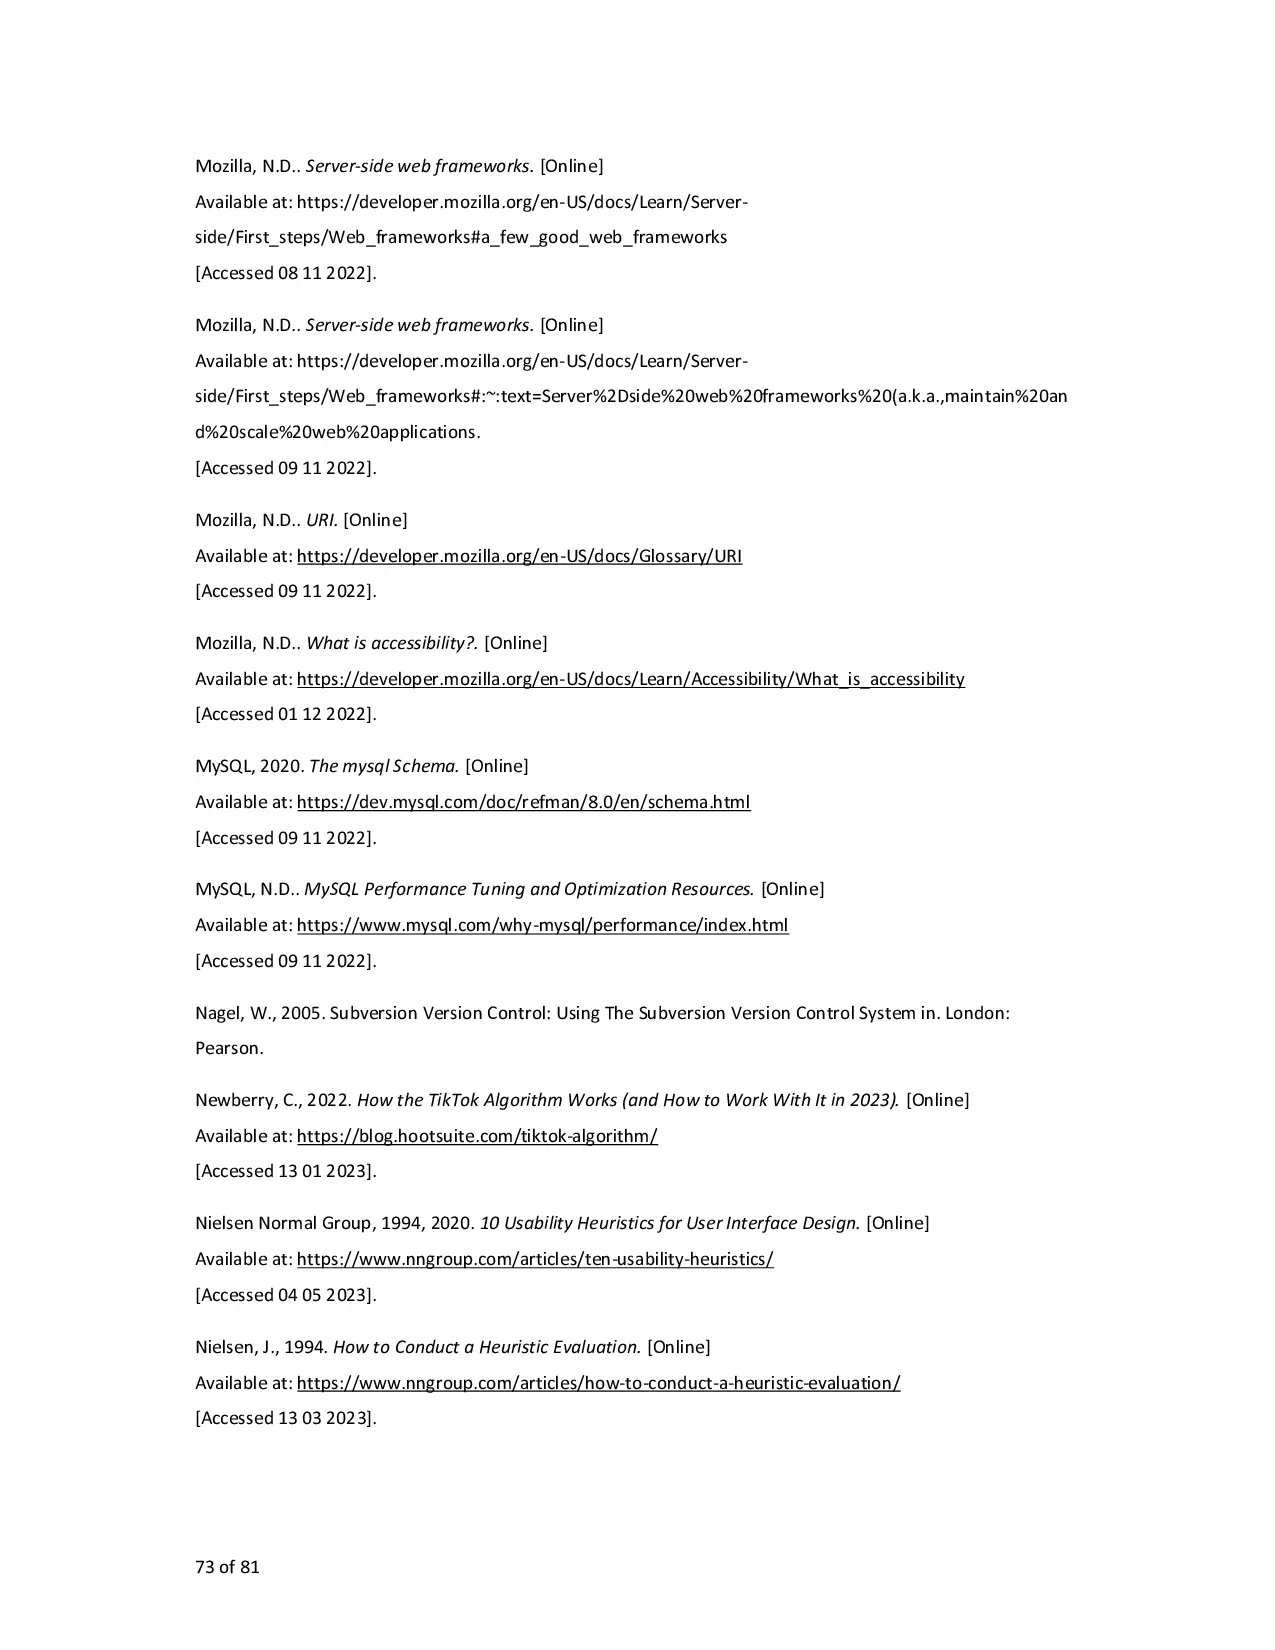 Mozilla, N.D.. Server-side web frameworks. [Online]
Available at: https://developer.mozilla.org/en-US/docs/Learn/Server-
side/First_steps/Web_frameworks#a_few_good_web_frameworks
[Accessed 08 11 2022].
Mozilla, N.D.. Server-side web frameworks. [Online]
Available at: https://developer.mozilla.org/en-US/docs/Learn/Server-
side/First_steps/Web_frameworks#:~:text=Server%2Dside%20web%20frameworks%20(a.k.a.,maintain%20an
d%20scale%20web%20applications.
[Accessed 09 11 2022].
Mozilla, N.D.. URI. [Online]
Available at: https://developer.mozilla.org/en-US/docs/Glossary/URI
[Accessed 09 11 2022].
Mozilla, N.D.. What is accessibility?. [Online]
Available at: https://developer.mozilla.org/en-US/docs/Learn/Accessibility/What_is_accessibility
[Accessed 01 12 2022].
MySQL, 2020. The mysql Schema. [Online]
Available at: https://dev.mysql.com/doc/refman/8.0/en/schema.html
[Accessed 09 11 2022].
MySQL, N.D.. MySQL Performance Tuning and Optimization Resources. [Online]
Available at: https://www.mysql.com/why-mysql/performance/index.html
[Accessed 09 11 2022].
Nagel, W., 2005. Subversion Version Control: Using The Subversion Version Control System in. London:
Pearson.
Newberry, C., 2022. How the TikTok Algorithm Works (and How to Work With It in 2023). [Online]
Available at: https://blog.hootsuite.com/tiktok-algorithm/
[Accessed 13 01 2023].
Nielsen Normal Group, 1994, 2020. 10 Usability Heuristics for User Interface Design. [Online]
Available at: https://www.nngroup.com/articles/ten-usability-heuristics/
[Accessed 04 05 2023].
Nielsen, J., 1994. How to Conduct a Heuristic Evaluation. [Online]
Available at: https://www.nngroup.com/articles/how-to-conduct-a-heuristic-evaluation/
[Accessed 13 03 2023].
73 of 81